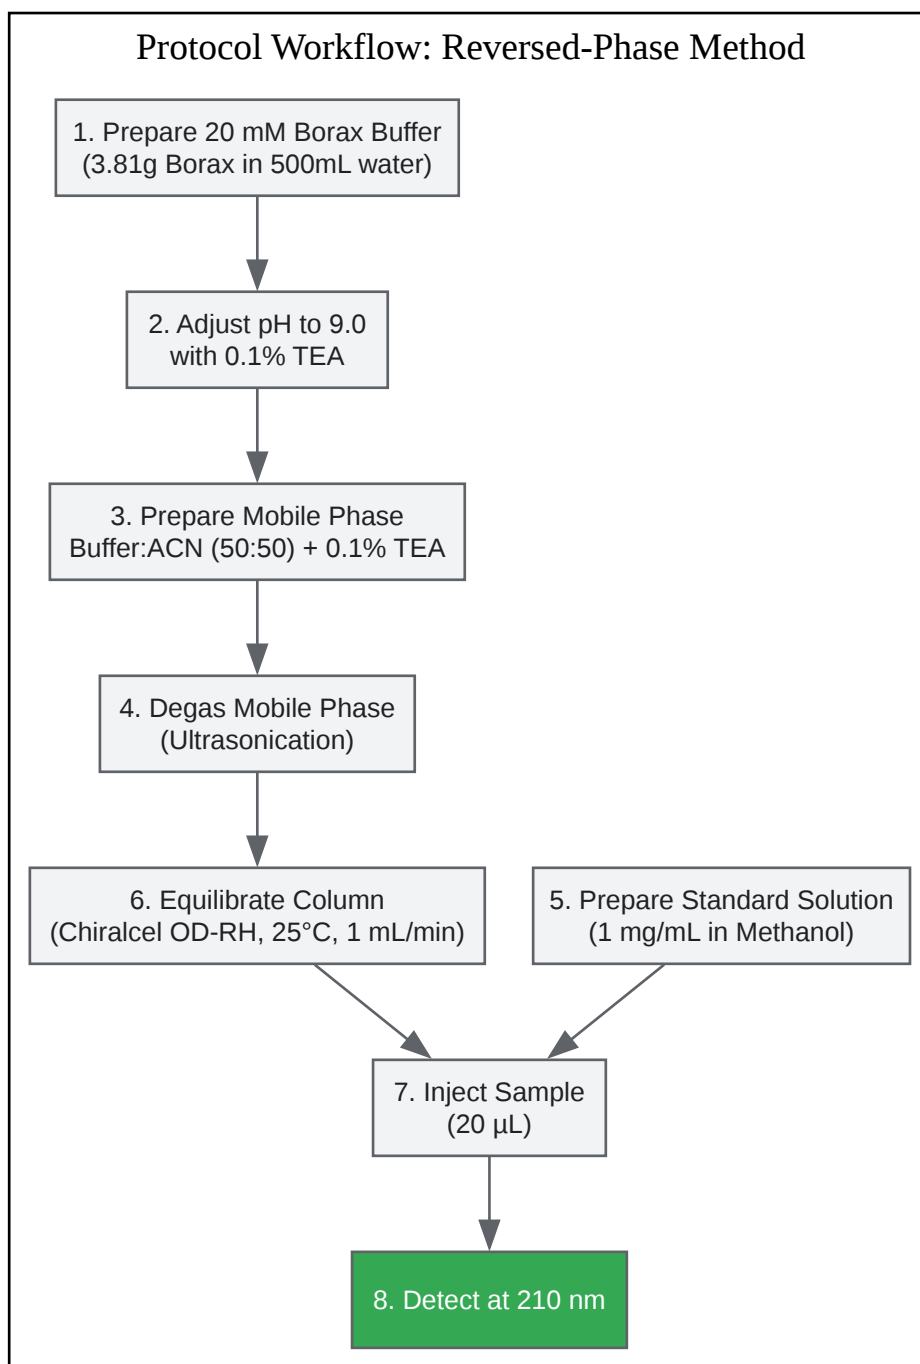 Protocol Workflow: Reversed-Phase Method
1. Prepare 20 mM Borax Buffer
(3.81g Borax in 500mL water)
2. Adjust pH to 9.0
with 0.1% TEA
3. Prepare Mobile Phase
Buffer:ACN (50:50) + 0.1% TEA
4. Degas Mobile Phase
(Ultrasonication)
6. Equilibrate Column
(Chiralcel OD-RH, 25°C, 1 mL/min)
5. Prepare Standard Solution
(1 mg/mL in Methanol)
7. Inject Sample
(20 µL)
8. Detect at 210 nm